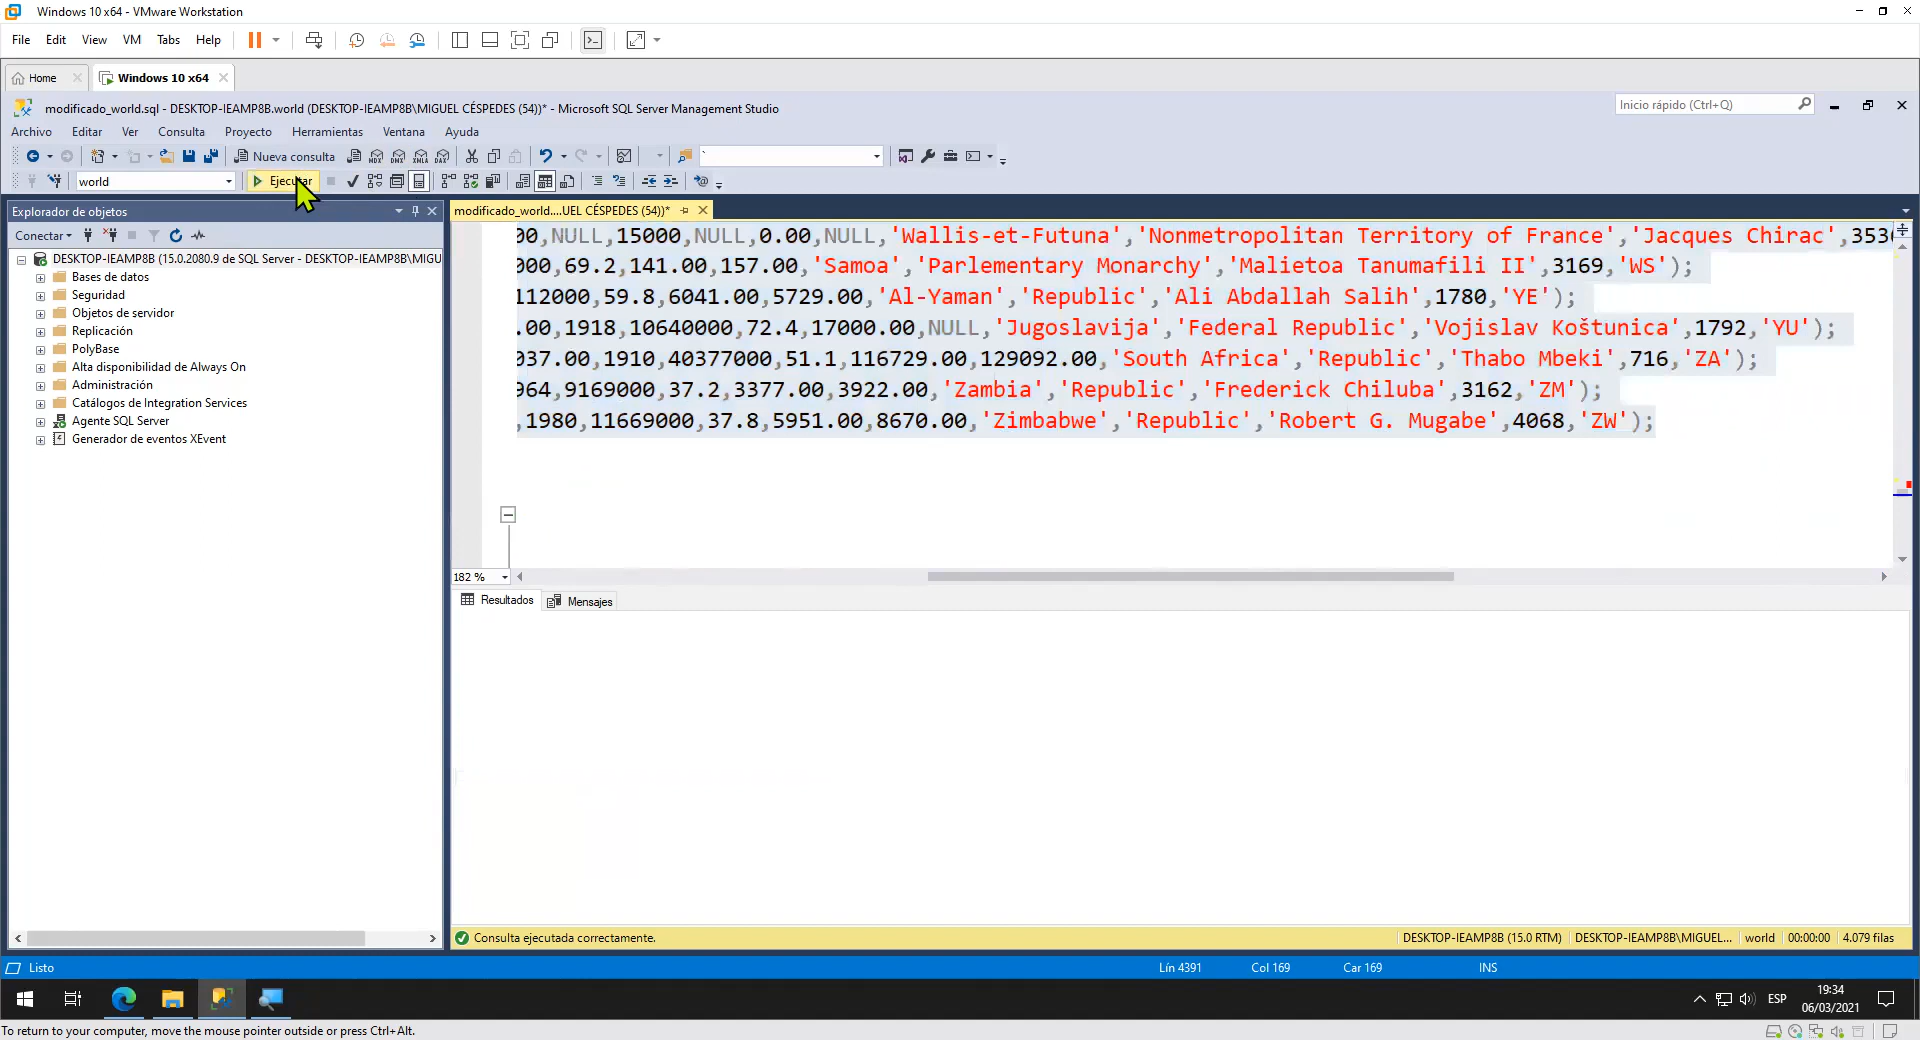 Windows 10 x64 - VMware Workstation
File Edit View VM Tabs Help
Home Windows 10 x64
modificado_world.sql - DESKTOP-IEAMP8B.world (DESKTOP-IEAMP8B\MIGUEL CÉSPEDES (54))* - Microsoft SQL Server Management Studio
Inicio rápido (Ctrl+Q)
Archivo Editar Ver Consulta Proyecto Herramientas Ventana Ayuda
Nueva consulta MDX DMX XMLA DAX
world Ejecutar
Explorador de objetos
modificado_world....UEL CÉSPEDES (54))*
Conectar
DESKTOP-IEAMP8B (15.0.2080.9 de SQL Server - DESKTOP-IEAMP8B\MIGU
Bases de datos
Seguridad
Objetos de servidor
Replicación
PolyBase
Alta disponibilidad de Always On
Administración
Catálogos de Integration Services
Agente SQL Server
Generador de eventos XEvent
00,NULL,15000,NULL,0.00,NULL,'Wallis-et-Futuna','Nonmetropolitan Territory of France','Jacques Chirac',3536
000,69.2,141.00,157.00,'Samoa','Parlementary Monarchy','Malietoa Tanumafili II',3169,'WS');
112000,59.8,6041.00,5729.00,'Al-Yaman','Republic','Ali Abdallah Salih',1780,'YE');
.00,1918,10640000,72.4,17000.00,NULL,'Jugoslavija','Federal Republic','Vojislav Koštunica',1792,'YU');
037.00,1910,40377000,51.1,116729.00,129092.00,'South Africa','Republic','Thabo Mbeki',716,'ZA');
964,9169000,37.2,3377.00,3922.00,'Zambia','Republic','Frederick Chiluba',3162,'ZM');
,1980,11669000,37.8,5951.00,8670.00,'Zimbabwe','Republic','Robert G. Mugabe',4068,'ZW');
182 %
Resultados Mensajes
Consulta ejecutada correctamente.
DESKTOP-IEAMP8B (15.0 RTM) DESKTOP-IEAMP8B\MIGUEL... world 00:00:00 4.079 filas
Listo Lín 4391 Col 169 Car 169 INS
ESP 19:34
06/03/2021
To return to your computer, move the mouse pointer outside or press Ctrl+Alt.